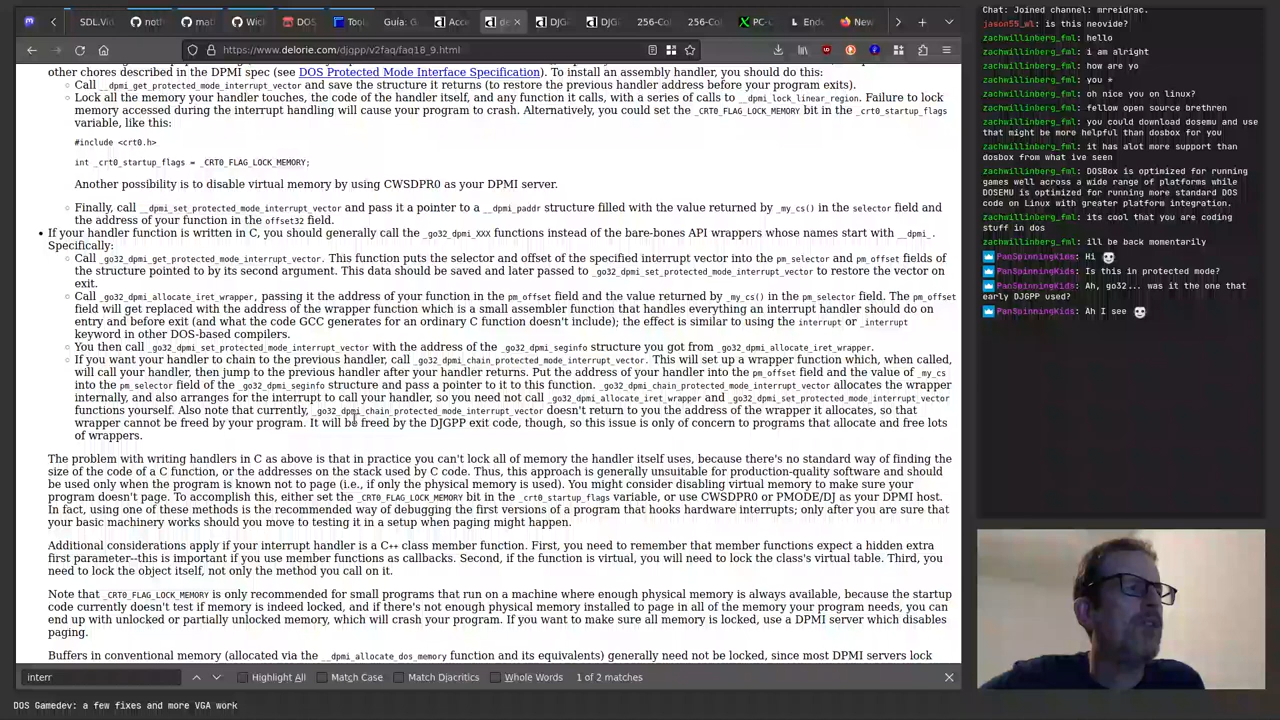 SDL.Vid
noth
mat
Wick
DOS
Tool
Guia: G
Acce
de
DJG
DJG
256-Col
256-Col
PC-
Lend
New
https://www.delorie.com/djgpp/v2faq/faq18_9.html
other chores described in the DPMI spec (see DOS Protected Mode Interface Specification). To install an assembly handler, you should do this:
Call __dpmi_get_protected_mode_interrupt_vector and save the structure it returns (to restore the previous handler address before your program exits).
Lock all the memory your handler touches, the code of the handler itself, and any function it calls, with a series of calls to __dpmi_lock_linear_region. Failure to lock
memory accessed during the interrupt handling will cause your program to crash. Alternatively, you could set the _CRT0_FLAG_LOCK_MEMORY bit in the _crt0_startup_flags
variable, like this:
#include <crt0.h>
int _crt0_startup_flags = _CRT0_FLAG_LOCK_MEMORY;
Another possibility is to disable virtual memory by using CWSDPR0 as your DPMI server.
Finally, call __dpmi_set_protected_mode_interrupt_vector and pass it a pointer to a __dpmi_paddr structure filled with the value returned by _my_cs() in the selector field and
the address of your function in the offset32 field.
If your handler function is written in C, you should generally call the _go32_dpmi_XXX functions instead of the bare-bones API wrappers whose names start with __dpmi_.
Specifically:
Call _go32_dpmi_get_protected_mode_interrupt_vector. This function puts the selector and offset of the specified interrupt vector into the pm_selector and pm_offset fields of
the structure pointed to by its second argument. This data should be saved and later passed to _go32_dpmi_set_protected_mode_interrupt_vector to restore the vector on
exit.
Call _go32_dpmi_allocate_iret_wrapper, passing it the address of your function in the pm_offset field and the value returned by _my_cs() in the pm_selector field. The pm_offset
field will get replaced with the address of the wrapper function which is a small assembler function that handles everything an interrupt handler should do on
entry and before exit (and what the code GCC generates for an ordinary C function doesn't include); the effect is similar to using the interrupt or _interrupt
keyword in other DOS-based compilers.
You then call _go32_dpmi_set_protected_mode_interrupt_vector with the address of the _go32_dpmi_seginfo structure you got from _go32_dpmi_allocate_iret_wrapper.
If you want your handler to chain to the previous handler, call _go32_dpmi_chain_protected_mode_interrupt_vector. This will set up a wrapper function which, when called,
will call your handler, then jump to the previous handler after your handler returns. Put the address of your handler into the pm_offset field and the value of _my_cs
into the pm_selector field of the _go32_dpmi_seginfo structure and pass a pointer to it to this function. _go32_dpmi_chain_protected_mode_interrupt_vector allocates the wrapper
internally, and also arranges for the interrupt to call your handler, so you need not call _go32_dpmi_allocate_iret_wrapper and _go32_dpmi_set_protected_mode_interrupt_vector
functions yourself. Also note that currently, _go32_dpmi_chain_protected_mode_interrupt_vector doesn't return to you the address of the wrapper it allocates, so that
wrapper cannot be freed by your program. It will be freed by the DJGPP exit code, though, so this issue is only of concern to programs that allocate and free lots
of wrappers.
The problem with writing handlers in C as above is that in practice you can't lock all of memory the handler itself uses, because there's no standard way of finding the
size of the code of a C function, or the addresses on the stack used by C code. Thus, this approach is generally unsuitable for production-quality software and should
be used only when the program is known not to page (i.e., if only the physical memory is used). You might consider disabling virtual memory to make sure your
program doesn't page. To accomplish this, either set the _CRT0_FLAG_LOCK_MEMORY bit in the _crt0_startup_flags variable, or use CWSDPR0 or PMODE/DJ as your DPMI host.
In fact, using one of these methods is the recommended way of debugging the first versions of a program that hooks hardware interrupts; only after you are sure that
your basic machinery works should you move to testing it in a setup when paging might happen.
Additional considerations apply if your interrupt handler is a C++ class member function. First, you need to remember that member functions expect a hidden extra
first parameter--this is important if you use member functions as callbacks. Second, if the function is virtual, you will need to lock the class's virtual table. Third, you
need to lock the object itself, not only the method you call on it.
Note that _CRT0_FLAG_LOCK_MEMORY is only recommended for small programs that run on a machine where enough physical memory is always available, because the startup
code currently doesn't test if memory is indeed locked, and if there's not enough physical memory installed to page in all of the memory your program needs, you can
end up with unlocked or partially unlocked memory, which will crash your program. If you want to make sure all memory is locked, use a DPMI server which disables
paging.
Buffers in conventional memory (allocated via the __dpmi_allocate_dos_memory function and its equivalents) generally need not be locked, since most DPMI servers lock
interr
Highlight All
Match Case
Match Diacritics
Whole Words
1 of 2 matches
DOS Gamedev: a few fixes and more VGA work
Chat: Joined channel: mrreidrac.
jason55_wl: is this neovide?
zachwillinberg_fml: hello
zachwillinberg_fml: i am alright
zachwillinberg_fml: how are yo
zachwillinberg_fml: you *
zachwillinberg_fml: oh nice you on linux?
zachwillinberg_fml: fellow open source brethren
zachwillinberg_fml: you could download dosemu and use
that might be more helpful than dosbox for you
zachwillinberg_fml: it has alot more support than
dosbox from what ive seen
zachwillinberg_fml: DOSBox is optimized for running
games well across a wide range of platforms while
DOSEMU is optimized for running more standard DOS
code on Linux with greater platform integration.
zachwillinberg_fml: its cool that you are coding
stuff in dos
zachwillinberg_fml: ill be back momentarily
PanSpinningKids: Hi
PanSpinningKids: Is this in protected mode?
PanSpinningKids: Ah, go32... was it the one that
early DJGPP used?
PanSpinningKids: Ah I see